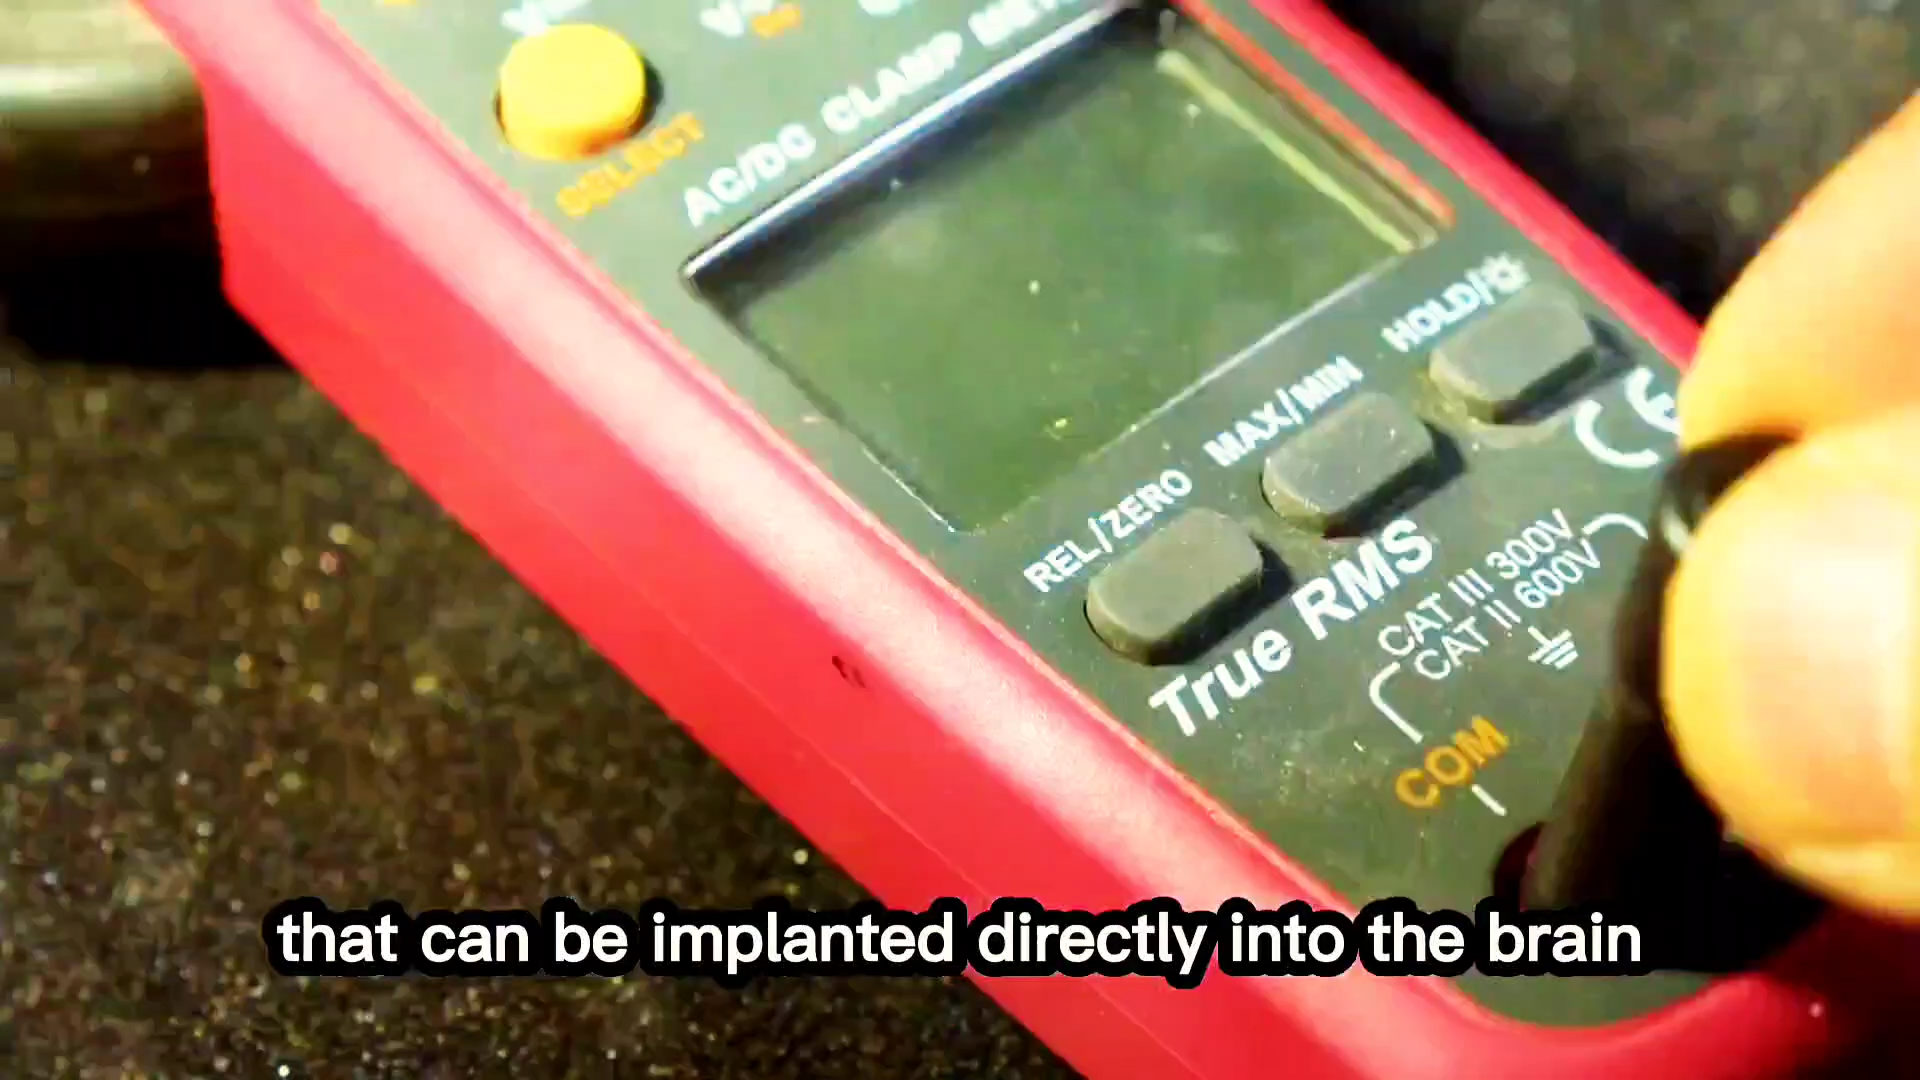 SELECT
AC/DC CLAMP
HOLD/
MAX/MIN
REL/ZERO
CE
True RMS
CAT III 300V
CAT II 600V
COM
that can be implanted directly into the brain